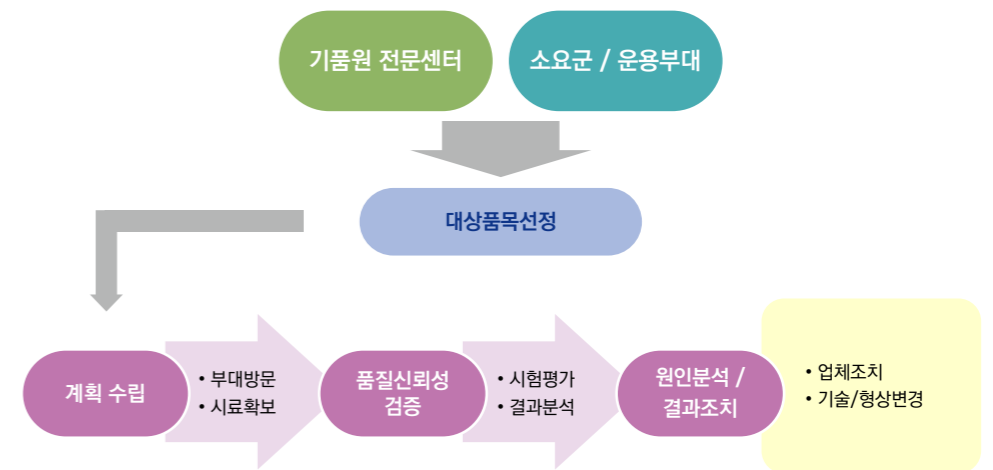 기품원 전문센터
소요군 / 운용부대
대상품목선정
계획 수립
• 부대방문
• 시료확보
품질신뢰성
검증
• 시험평가
• 결과분석
원인분석 /
결과조치
• 업체조치
• 기술/형상변경